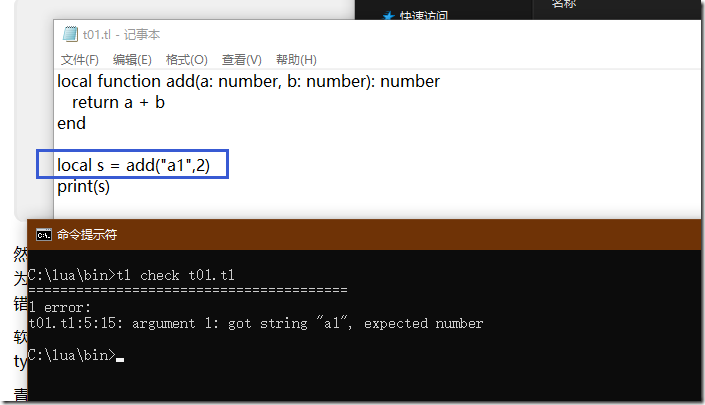 快速访问
名称
t01.tl - 记事本
文件(F) 编辑(E) 格式(O) 查看(V) 帮助(H)
local function add(a: number, b: number): number
return a + b
end
local s = add("a1",2)
print(s)
命令提示符
C:\lua\bin>tl check t01.tl
========================================
1 error:
t01.tl:5:15: argument 1: got string "a1", expected number
C:\lua\bin>
然
为
错
软
ty
青